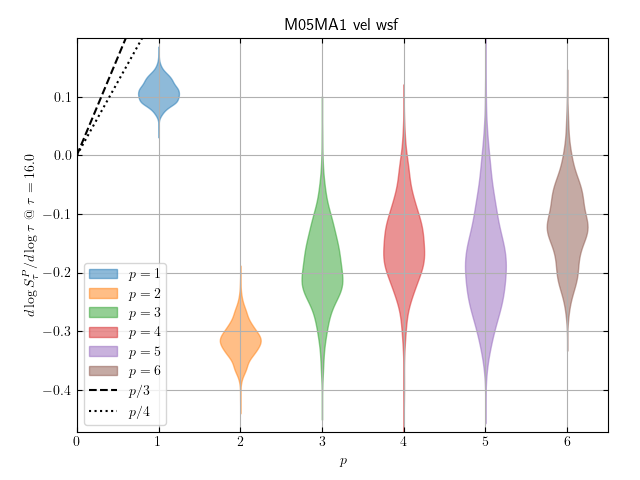 M05MA1 vel wsf
d log S_τ^P / d log τ @ τ = 16.0
0.1
0.0
−0.1
−0.2
−0.3
−0.4
p = 1
p = 2
p = 3
p = 4
p = 5
p = 6
p/3
p/4
0 1 2 3 4 5 6
p